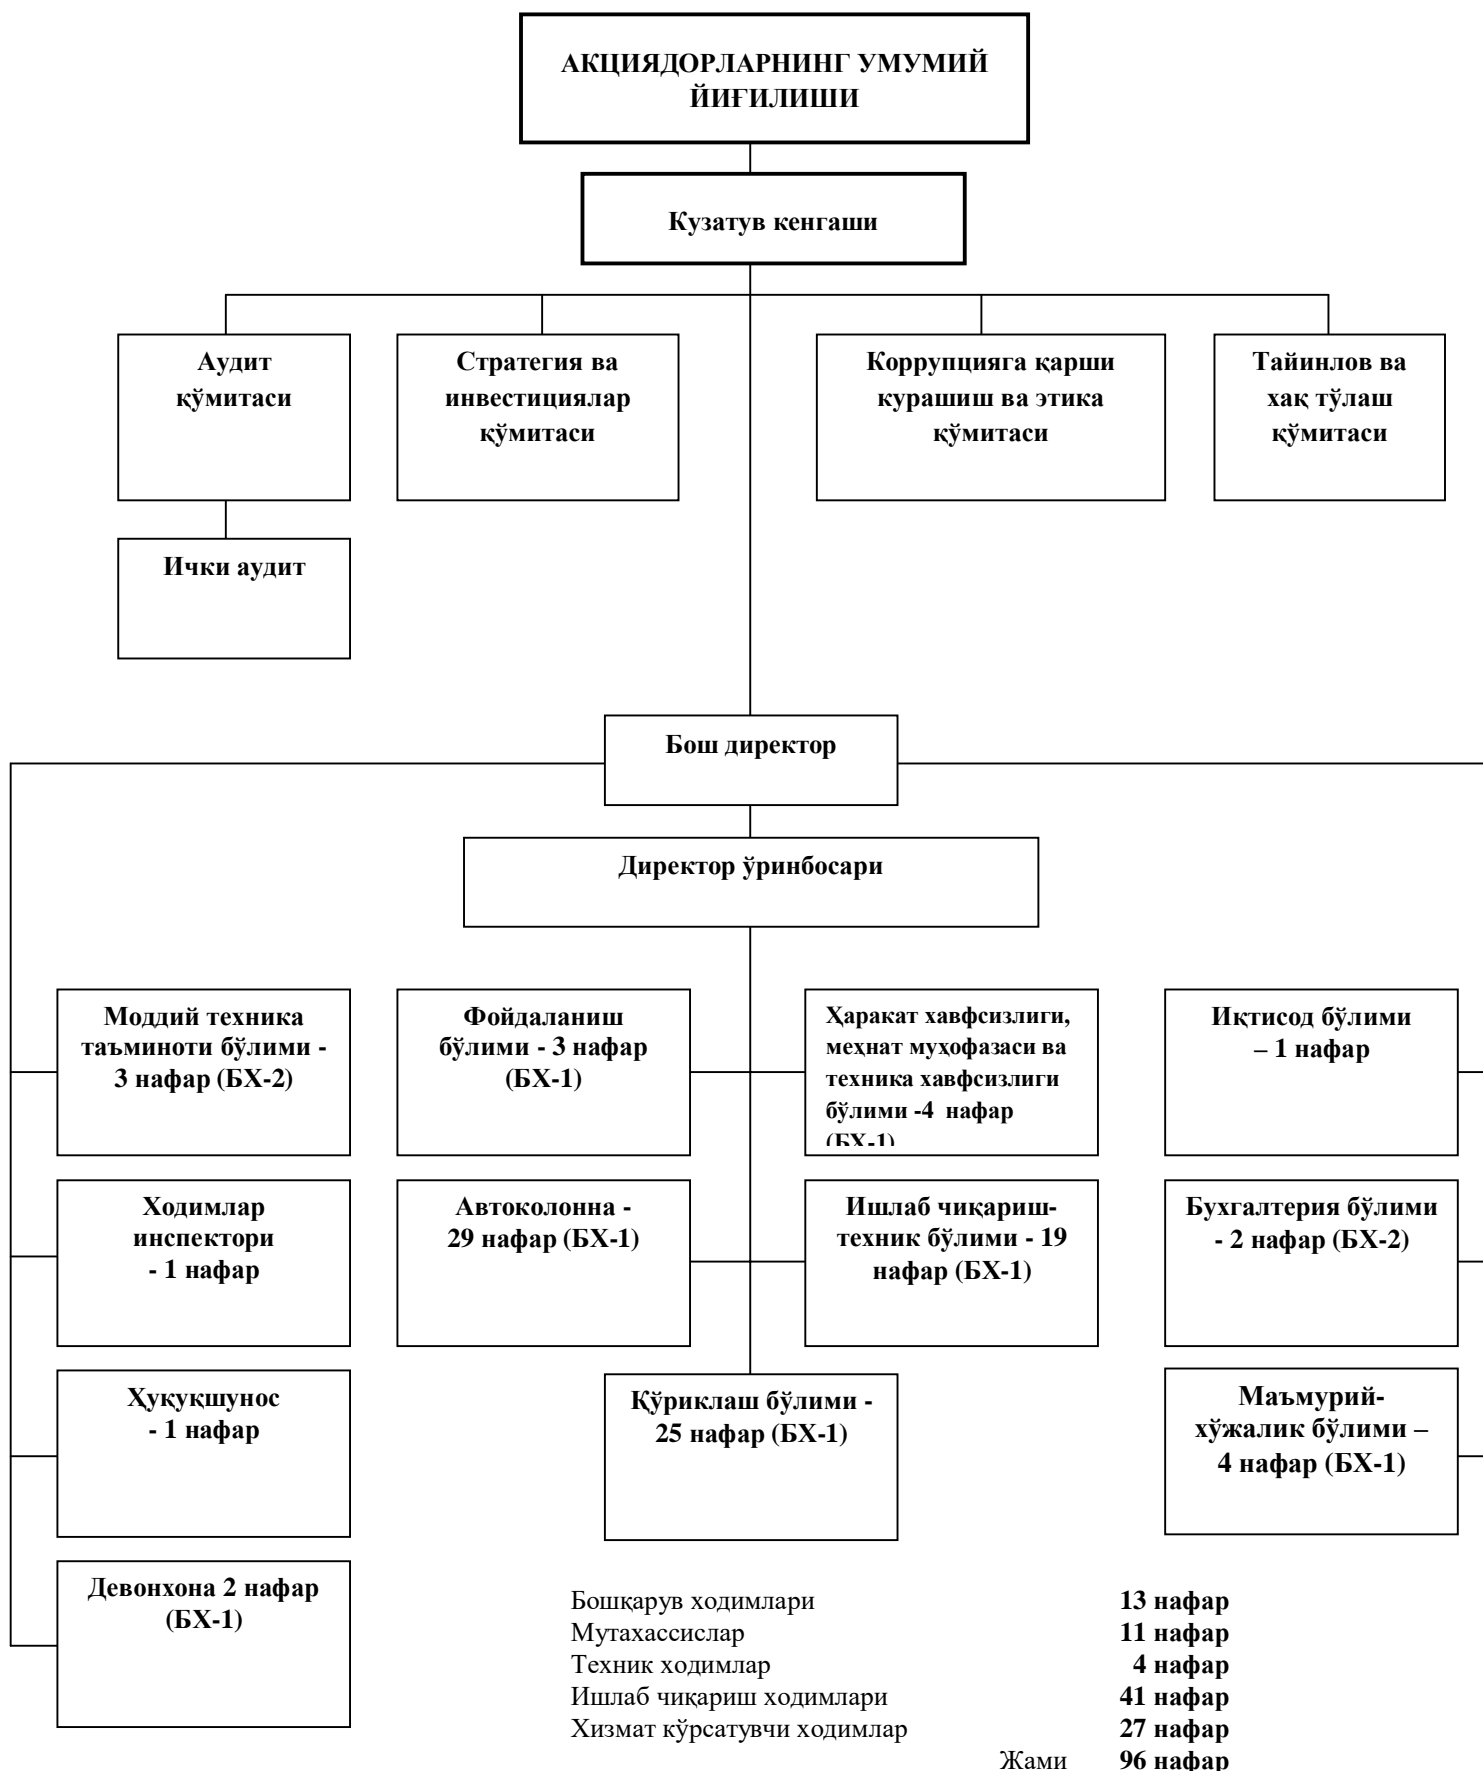 АКЦИЯДОРЛАРНИНГ УМУМИЙ
ЙИҒИЛИШИ
Кузатув кенгаши
Аудит
қўмитаси
Стратегия ва
инвестициялар
қўмитаси
Коррупцияга қарши
курашиш ва этика
қўмитаси
Тайинлов ва
хақ тўлаш
қўмитаси
Ички аудит
Бош директор
Директор ўринбосари
Моддий техника
таъминоти бўлими -
3 нафар (БХ-2)
Фойдаланиш
бўлими - 3 нафар
(БХ-1)
Ҳаракат хавфсизлиги,
меҳнат муҳофазаси ва
техника хавфсизлиги
бўлими -4 нафар
(БХ-1)
Иқтисод бўлими
– 1 нафар
Ходимлар
инспектори
- 1 нафар
Автоколонна -
29 нафар (БХ-1)
Ишлаб чиқариш-
техник бўлими - 19
нафар (БХ-1)
Бухгалтерия бўлими
- 2 нафар (БХ-2)
Ҳуқуқшунос
- 1 нафар
Қўриклаш бўлими -
25 нафар (БХ-1)
Маъмурий-
хўжалик бўлими –
4 нафар (БХ-1)
Девонхона 2 нафар
(БХ-1)
Бошқарув ходимлари 13 нафар
Мутахассислар 11 нафар
Техник ходимлар 4 нафар
Ишлаб чиқариш ходимлари 41 нафар
Хизмат кўрсатувчи ходимлар 27 нафар
Жами 96 нафар